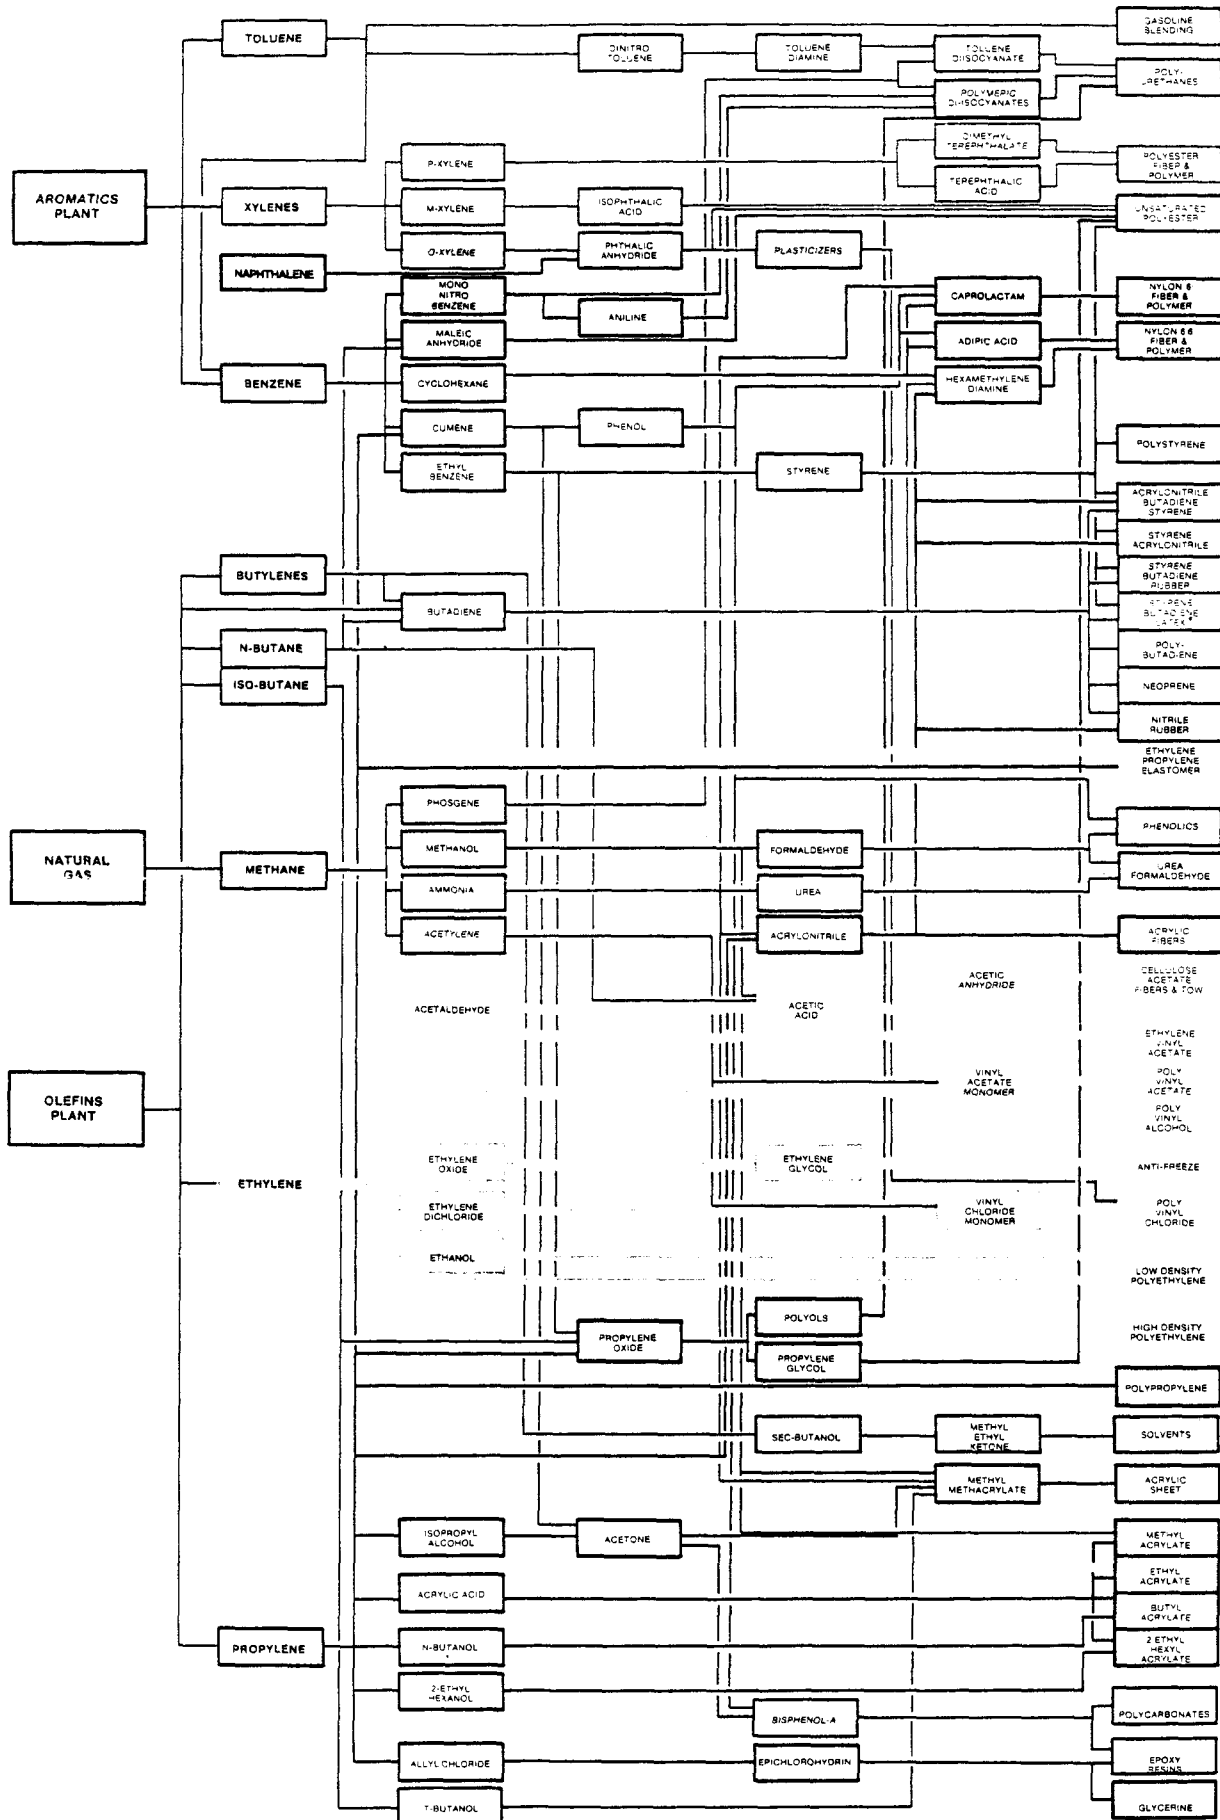 TOLUENE
DINITRO
TOLUENE
TOLUENE
DIAMINE
TOLUENE
DIISOCYANATE
GASOLINE
BLENDING
POLYMERIC
DI-ISOCYANATES
POLY-
URETHANES
AROMATICS
PLANT
XYLENES
P-XYLENE
DIMETHYL
TEREPHTHALATE
TEREPHTHALIC
ACID
POLYESTER
FIBER &
POLYMER
M-XYLENE
ISOPHTHALIC
ACID
UNSATURATED
POLYESTER
O-XYLENE
PHTHALIC
ANHYDRIDE
PLASTICIZERS
NAPHTHALENE
MONO
NITRO
BENZENE
ANILINE
CAPROLACTAM
NYLON 6
FIBER &
POLYMER
MALEIC
ANHYDRIDE
ADIPIC ACID
NYLON 6 6
FIBER &
POLYMER
BENZENE
CYCLOHEXANE
HEXAMETHYLENE
DIAMINE
CUMENE
PHENOL
POLYSTYRENE
ETHYL
BENZENE
STYRENE
ACRYLONITRILE
BUTADIENE
STYRENE
STYRENE
ACRYLONITRILE
BUTYLENES
STYRENE
BUTADIENE
RUBBER
BUTADIENE
STYRENE
BUTADIENE
LATEX
N-BUTANE
POLY-
BUTADIENE
ISO-BUTANE
NEOPRENE
NITRILE
RUBBER
ETHYLENE
PROPYLENE
ELASTOMER
NATURAL
GAS
METHANE
PHOSGENE
PHENOLICS
METHANOL
FORMALDEHYDE
UREA
FORMALDEHYDE
AMMONIA
UREA
ACETYLENE
ACRYLONITRILE
ACRYLIC
FIBERS
ACETALDEHYDE
ACETIC
ACID
ACETIC
ANHYDRIDE
CELLULOSE
ACETATE
FIBERS & TOW
ETHYLENE
VINYL
ACETATE
OLEFINS
PLANT
VINYL
ACETATE
MONOMER
POLY
VINYL
ACETATE
POLY
VINYL
ALCOHOL
ETHYLENE
ETHYLENE
OXIDE
ETHYLENE
GLYCOL
ANTI-FREEZE
ETHYLENE
DICHLORIDE
VINYL
CHLORIDE
MONOMER
POLY
VINYL
CHLORIDE
ETHANOL
LOW DENSITY
POLYETHYLENE
PROPYLENE
OXIDE
POLYOLS
PROPYLENE
GLYCOL
HIGH DENSITY
POLYETHYLENE
POLYPROPYLENE
SEC-BUTANOL
METHYL
ETHYL
KETONE
SOLVENTS
METHYL
METHACRYLATE
ACRYLIC
SHEET
ISOPROPYL
ALCOHOL
ACETONE
METHYL
ACRYLATE
ACRYLIC ACID
ETHYL
ACRYLATE
BUTYL
ACRYLATE
PROPYLENE
N-BUTANOL
2 ETHYL
HEXYL
ACRYLATE
2-ETHYL
HEXANOL
BISPHENOL-A
POLYCARBONATES
ALLYL CHLORIDE
EPICHLOROHYDRIN
EPOXY
RESINS
T-BUTANOL
GLYCERINE